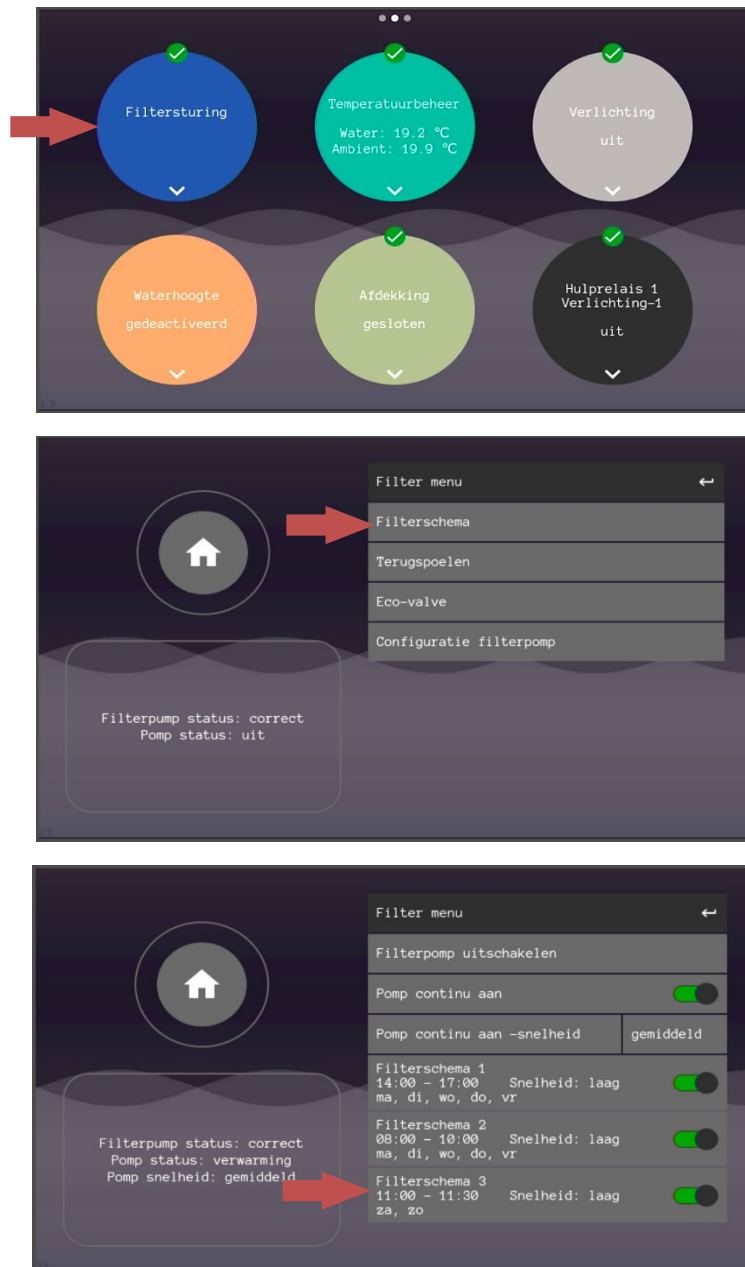 Filtersturing
Temperatuurbeheer
Water: 19.2 °C
Ambient: 19.9 °C
Verlichting
uit
Waterhoogte
gedeactiveerd
Afdekking
gesloten
Hulprelais 1
Verlichting-1
uit
Filter menu
Filterschema
Terugspoelen
Eco-valve
Configuratie filterpomp
Filterpump status: correct
Pomp status: uit
Filter menu
Filterpomp uitschakelen
Pomp continu aan
Pomp continu aan -snelheid gemiddeld
Filterschema 1
14:00 - 17:00 Snelheid: laag
ma, di, wo, do, vr
Filterschema 2
08:00 - 10:00 Snelheid: laag
ma, di, wo, do, vr
Filterschema 3
11:00 - 11:30 Snelheid: laag
za, zo
Filterpump status: correct
Pomp status: verwarming
Pomp snelheid: gemiddeld